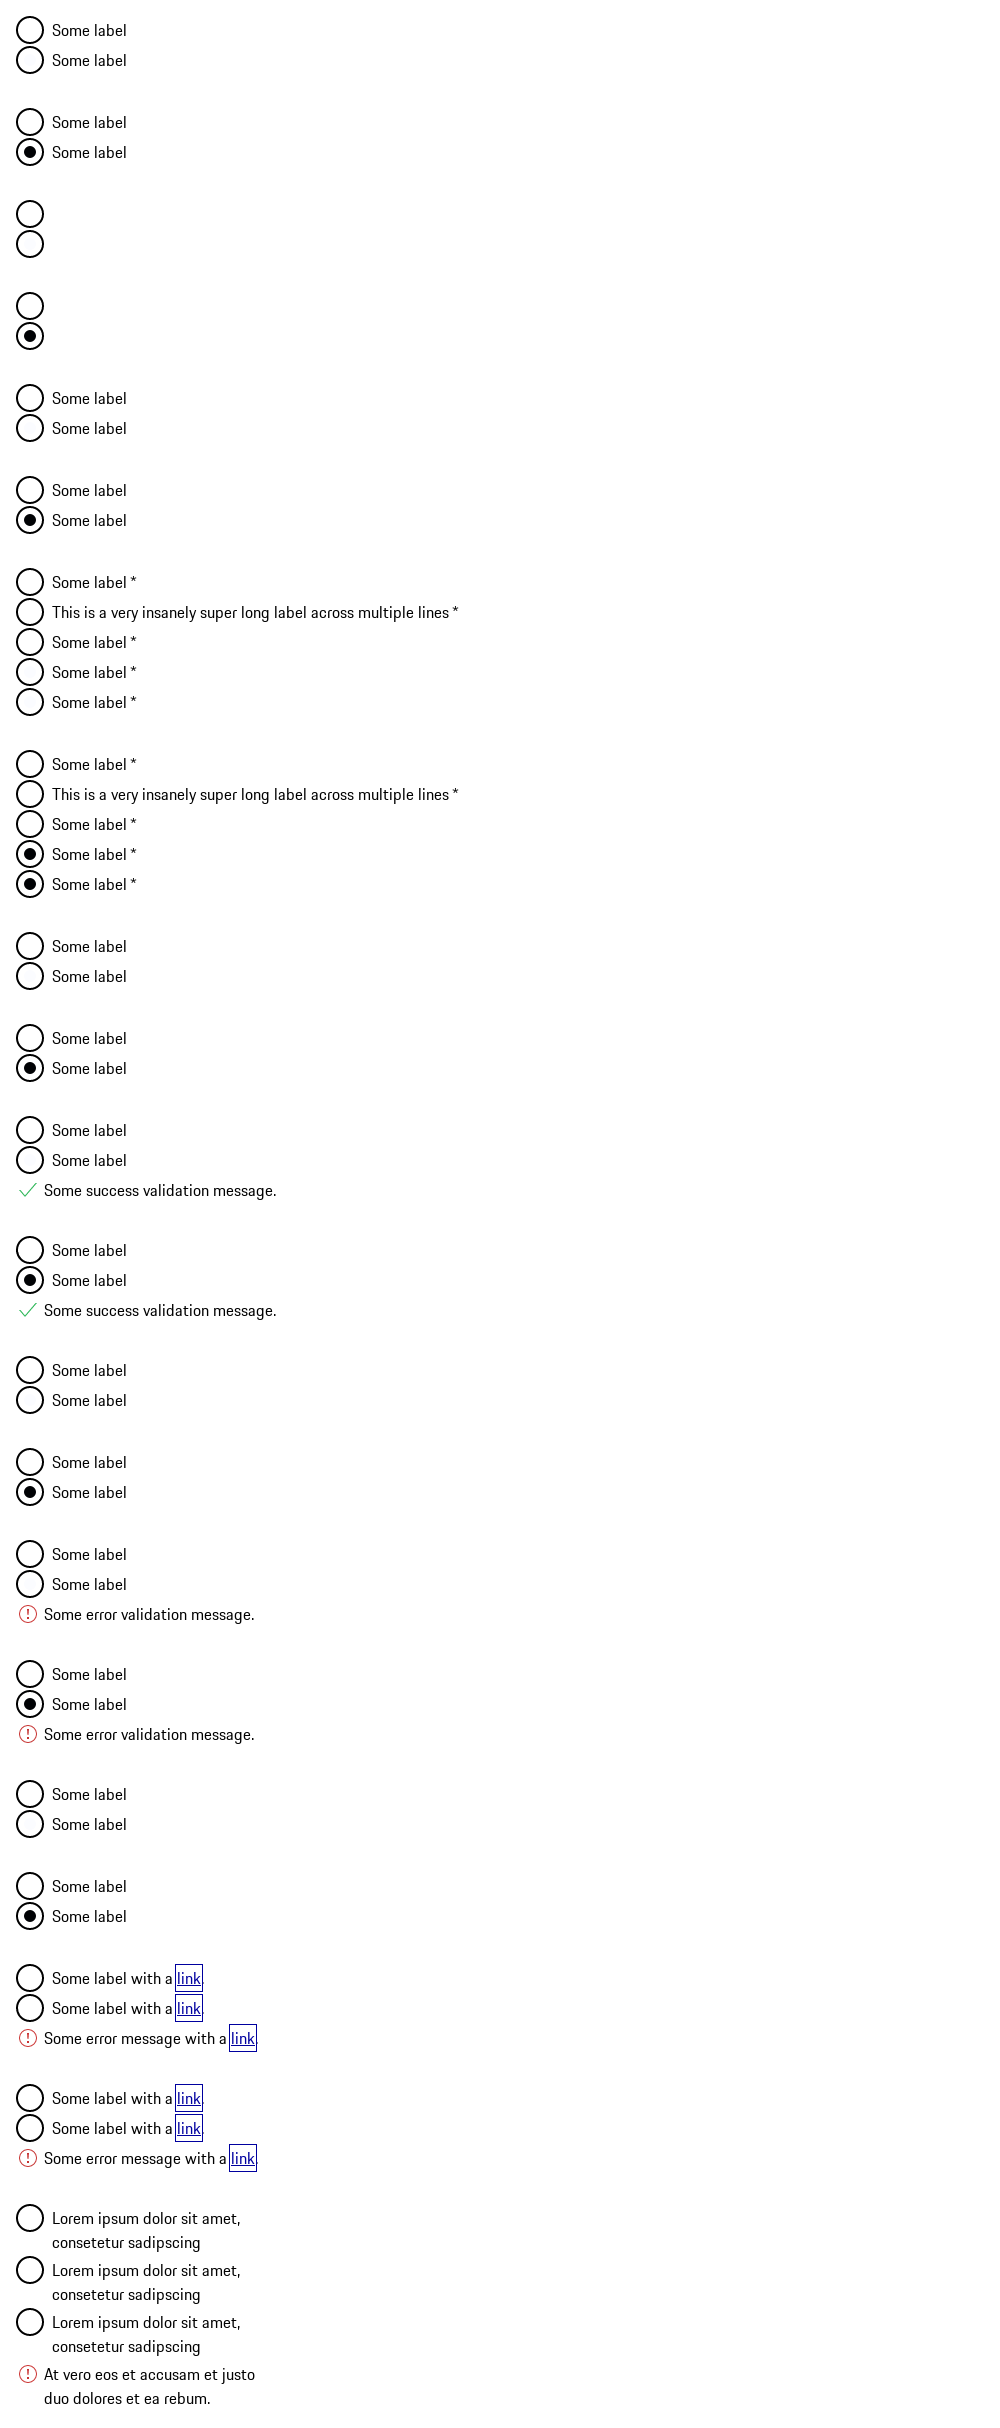 Some label
Some label
Some label
Some label
Some label
Some label
Some label
Some label
Some label *
This is a very insanely super long label across multiple lines *
Some label *
Some label *
Some label *
Some label *
This is a very insanely super long label across multiple lines *
Some label *
Some label *
Some label *
Some label
Some label
Some label
Some label
Some label
Some label
Some success validation message.
Some label
Some label
Some success validation message.
Some label
Some label
Some label
Some label
Some label
Some label
Some error validation message.
Some label
Some label
Some error validation message.
Some label
Some label
Some label
Some label
Some label with a link.
Some label with a link.
Some error message with a link.
Some label with a link.
Some label with a link.
Some error message with a link.
Lorem ipsum dolor sit amet,
consetetur sadipscing
Lorem ipsum dolor sit amet,
consetetur sadipscing
Lorem ipsum dolor sit amet,
consetetur sadipscing
At vero eos et accusam et justo
duo dolores et ea rebum.